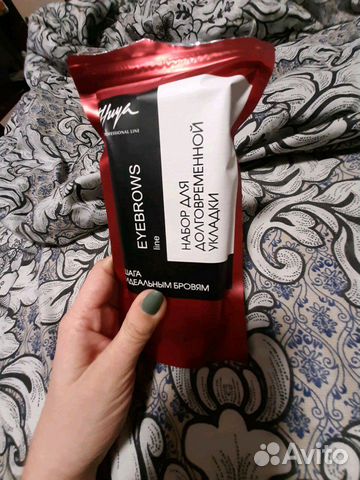 Thuya
PROFESSIONAL LINE
EYEBROWS
line
НАБОР ДЛЯ
ДОЛГОВРЕМЕННОЙ
УКЛАДКИ
ШАГА
ИДЕАЛЬНЫМ БРОВЯМ
Avito